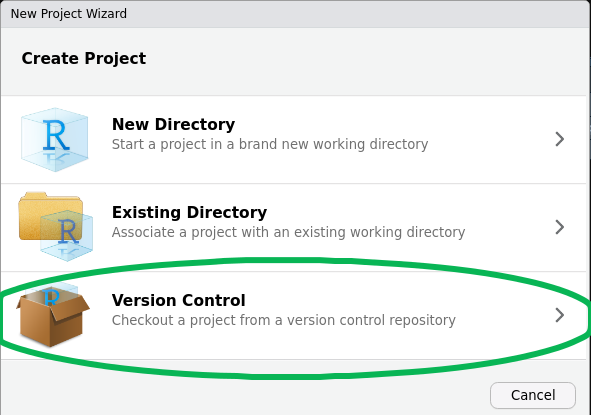 New Project Wizard
Create Project
R
New Directory
Start a project in a brand new working directory
R
Existing Directory
Associate a project with an existing working directory
R
Version Control
Checkout a project from a version control repository
Cancel